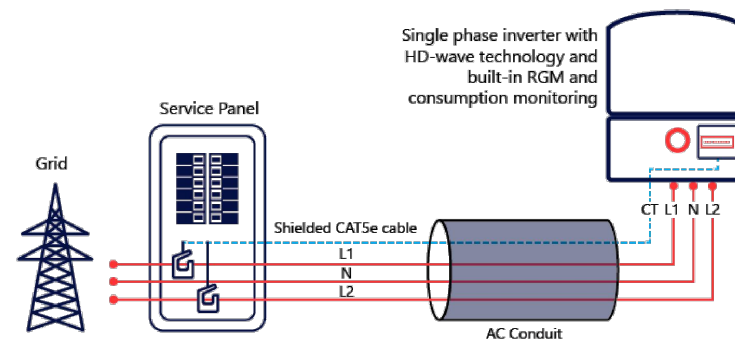 Single phase inverter with
HD-wave technology and
built-in RGM and
consumption monitoring
Service Panel
Grid
CT L1 N L2
Shielded CAT5e cable
L1
N
L2
AC Conduit